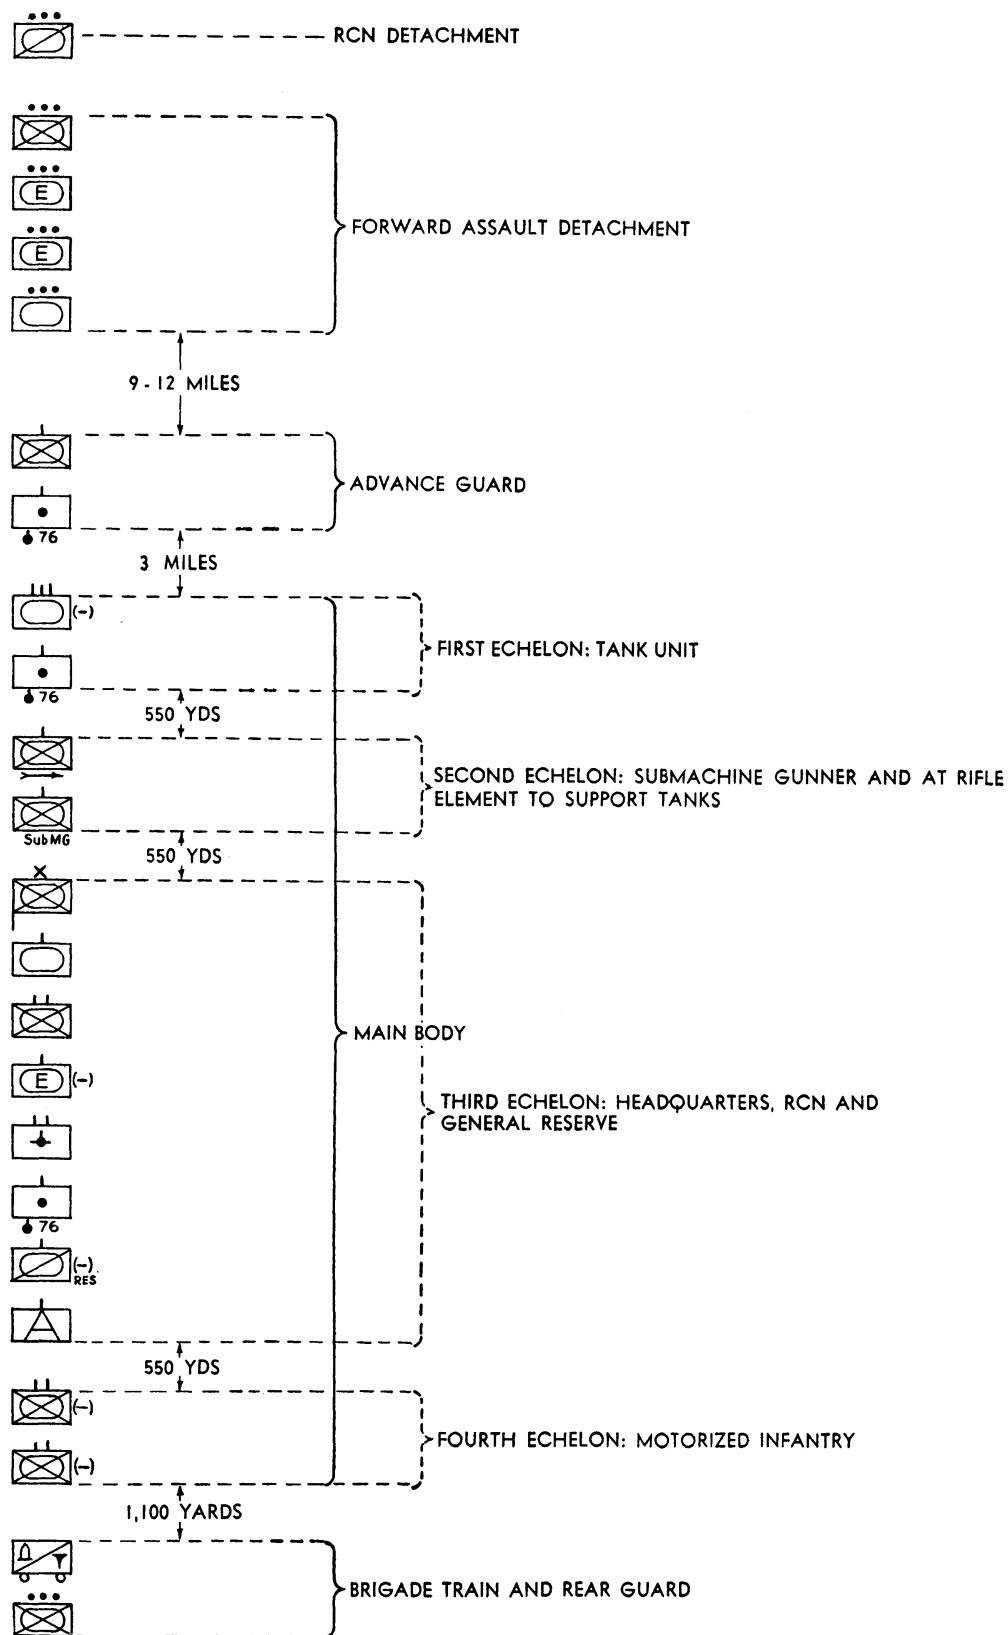 RCN DETACHMENT
E
E
FORWARD ASSAULT DETACHMENT
9-12 MILES
ADVANCE GUARD
76
3 MILES
(-)
FIRST ECHELON: TANK UNIT
76
550 YDS
SECOND ECHELON: SUBMACHINE GUNNER AND AT RIFLE
ELEMENT TO SUPPORT TANKS
SubMG
550 YDS
MAIN BODY
E (-)
THIRD ECHELON: HEADQUARTERS, RCN AND
GENERAL RESERVE
76
(-)
RES
550 YDS
(-)
FOURTH ECHELON: MOTORIZED INFANTRY
(-)
1,100 YARDS
BRIGADE TRAIN AND REAR GUARD